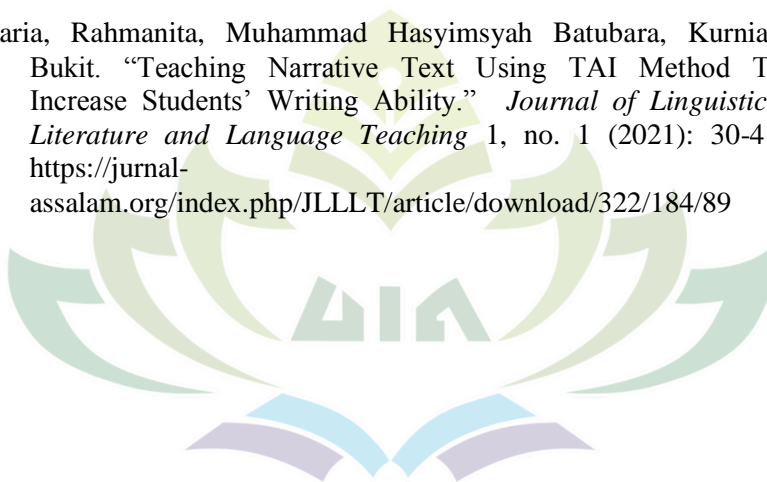 aria, Rahmanita, Muhammad Hasyimsyah Batubara, Kurnia
Bukit. “Teaching Narrative Text Using TAI Method T
Increase Students’ Writing Ability.” Journal of Linguistic
Literature and Language Teaching 1, no. 1 (2021): 30-4
https://jurnal-
assalam.org/index.php/JLLLT/article/download/322/184/89